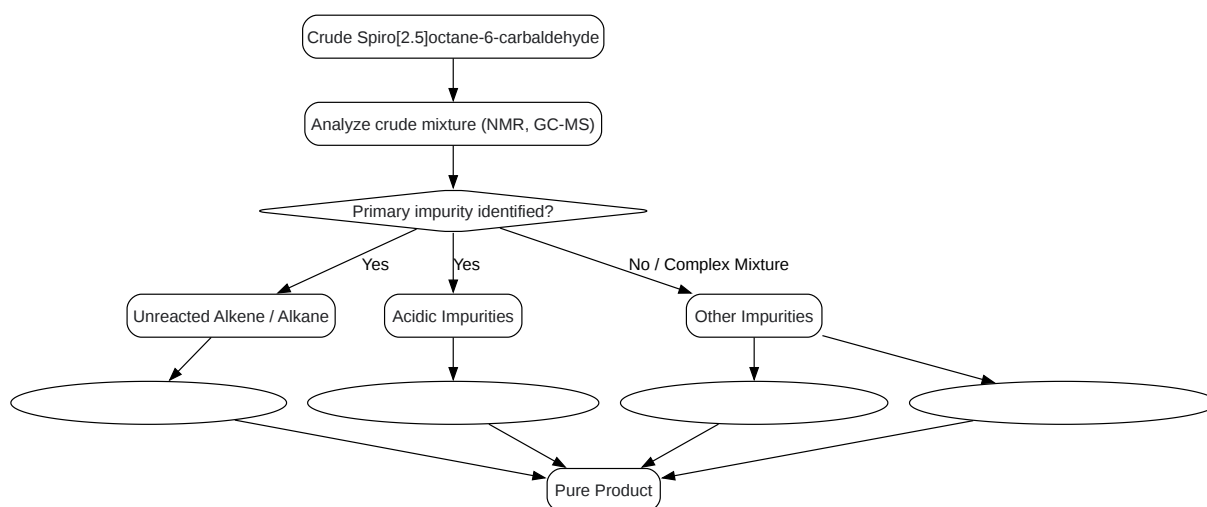 Crude Spiro[2.5]octane-6-carbaldehyde
Analyze crude mixture (NMR, GC-MS)
Primary impurity identified?
Yes
Yes
No / Complex Mixture
Unreacted Alkene / Alkane
Acidic Impurities
Other Impurities
Pure Product